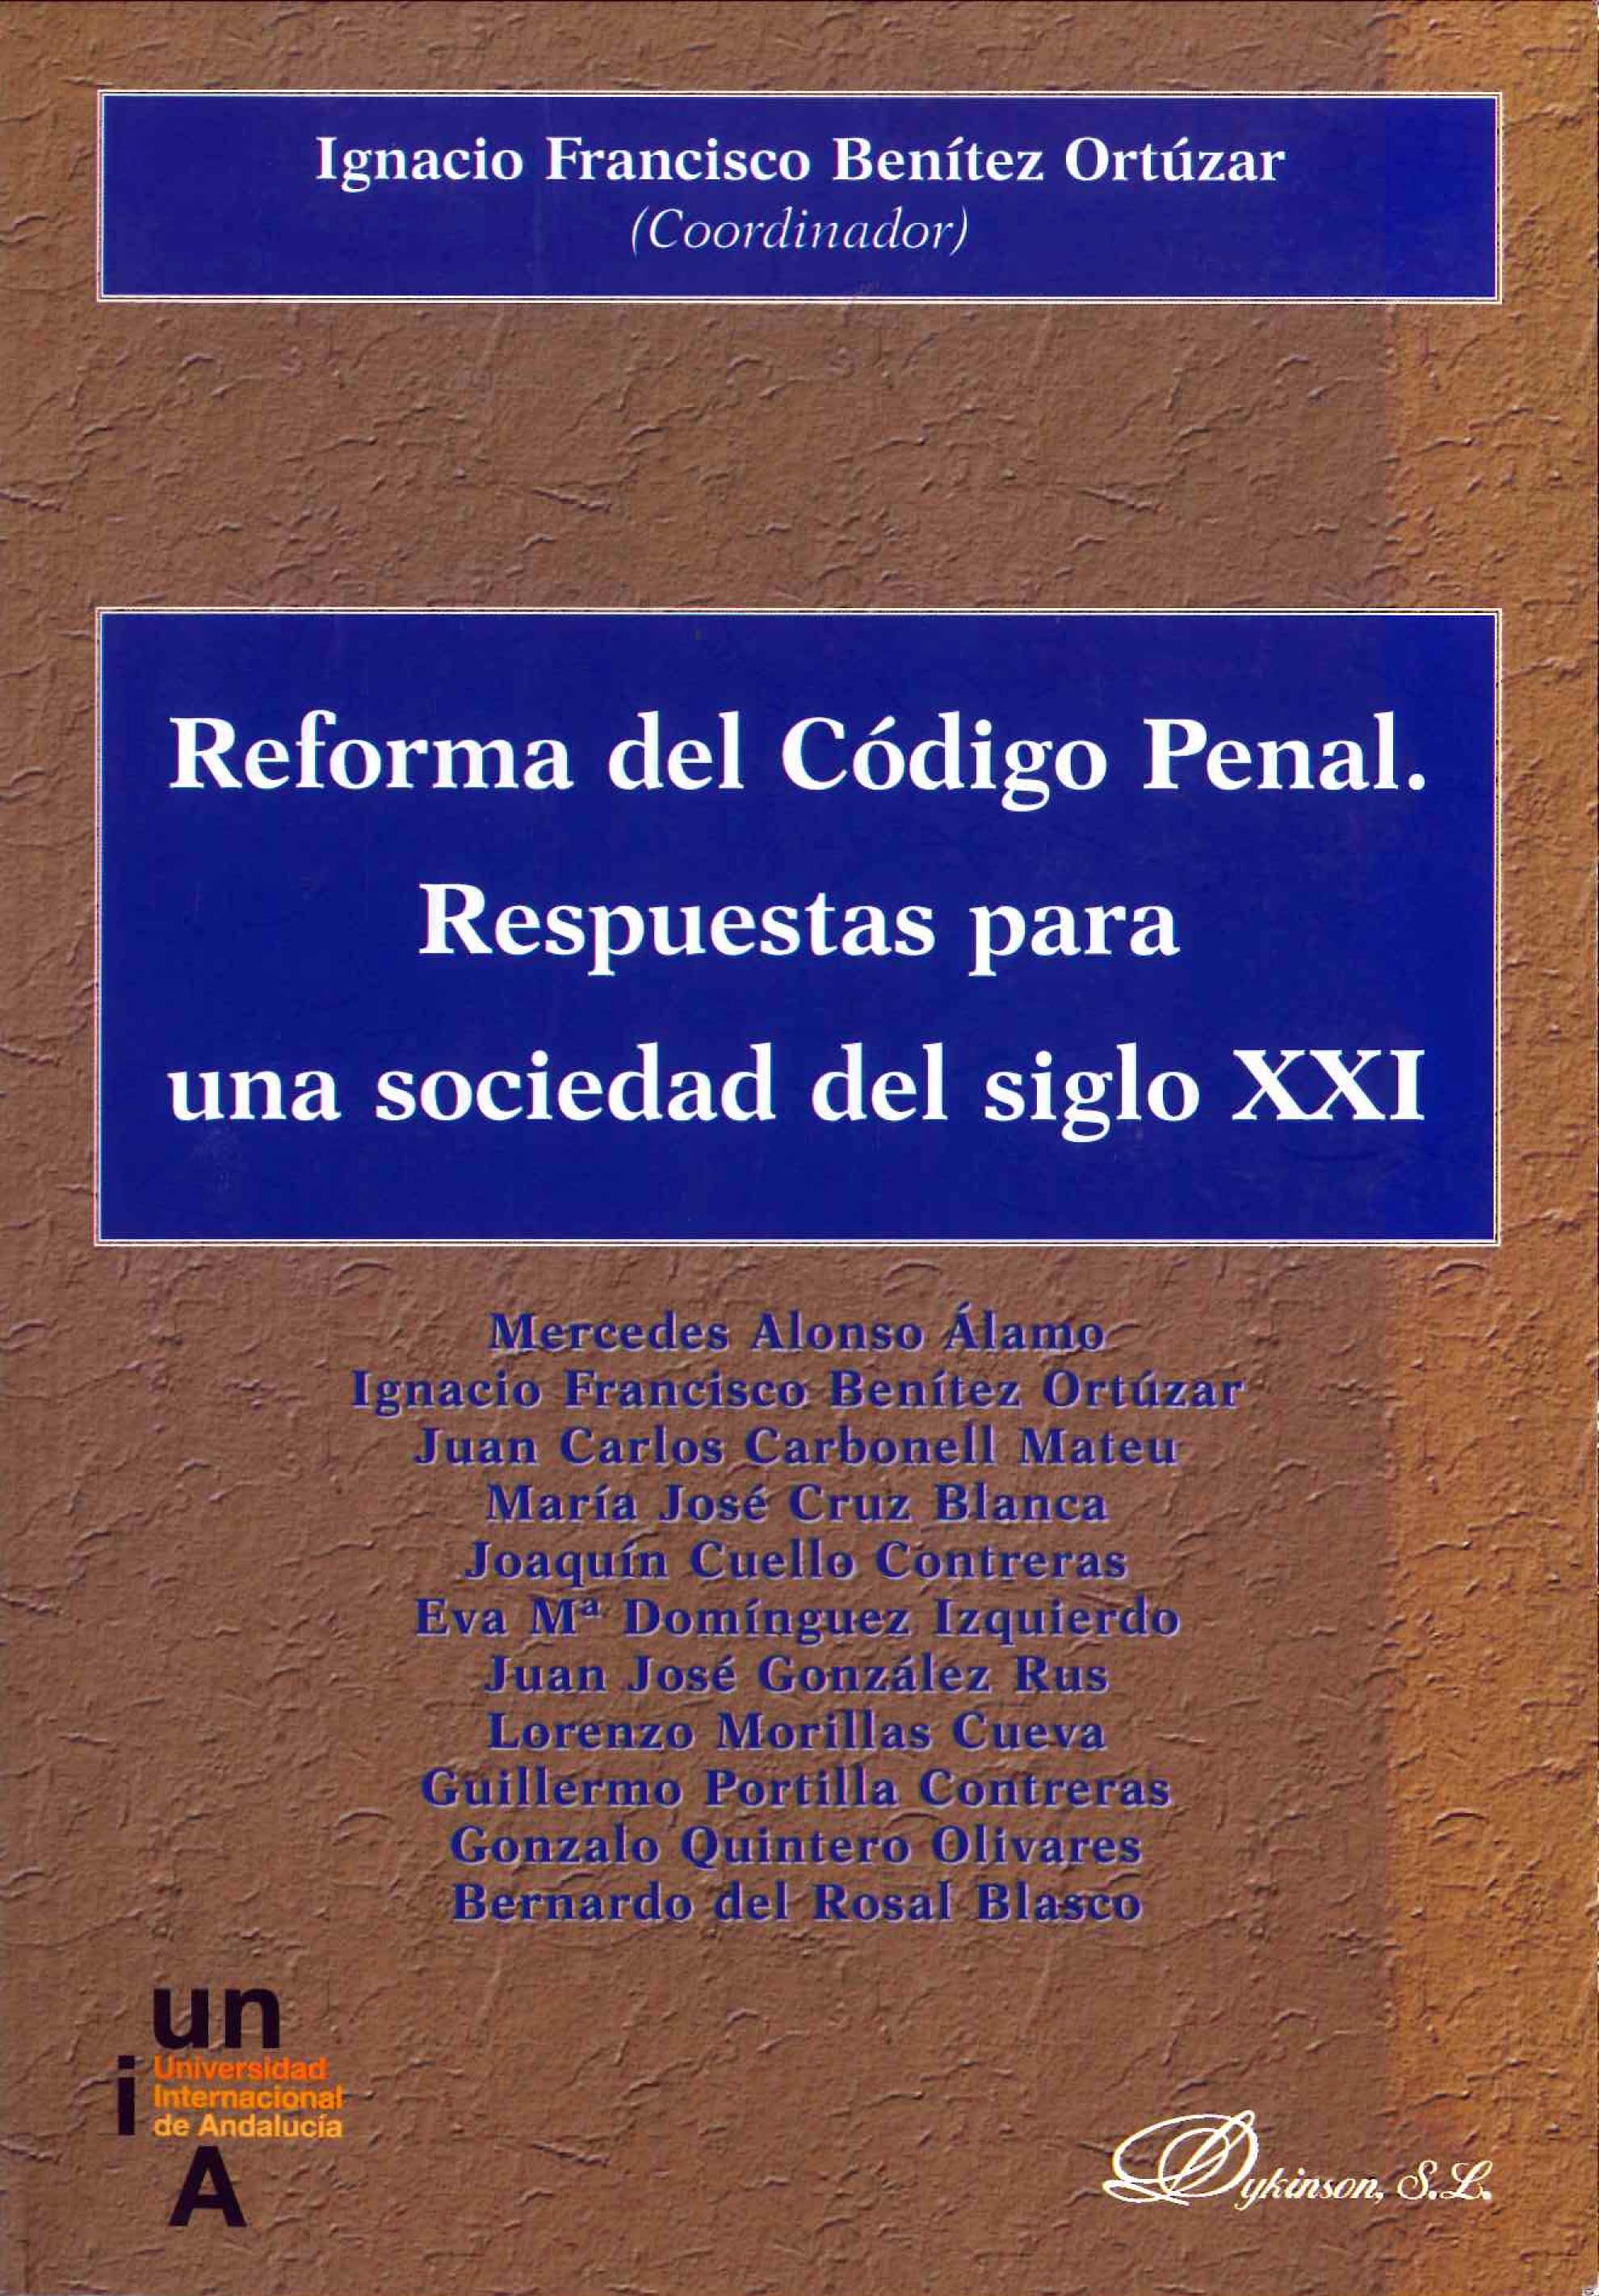 Ignacio Francisco Benítez Ortúzar
(Coordinador)
Reforma del Código Penal.
Respuestas para
una sociedad del siglo XXI
Mercedes Alonso Álamo
Ignacio Francisco Benítez Ortúzar
Juan Carlos Carbonell Mateu
María José Cruz Blanca
Joaquín Cuello Contreras
Eva Mª Domínguez Izquierdo
Juan José González Rus
Lorenzo Morillas Cueva
Guillermo Portilla Contreras
Gonzalo Quintero Olivares
Bernardo del Rosal Blasco
un
i
Universidad
Internacional
de Andalucía
A
Dykinson, S.L.